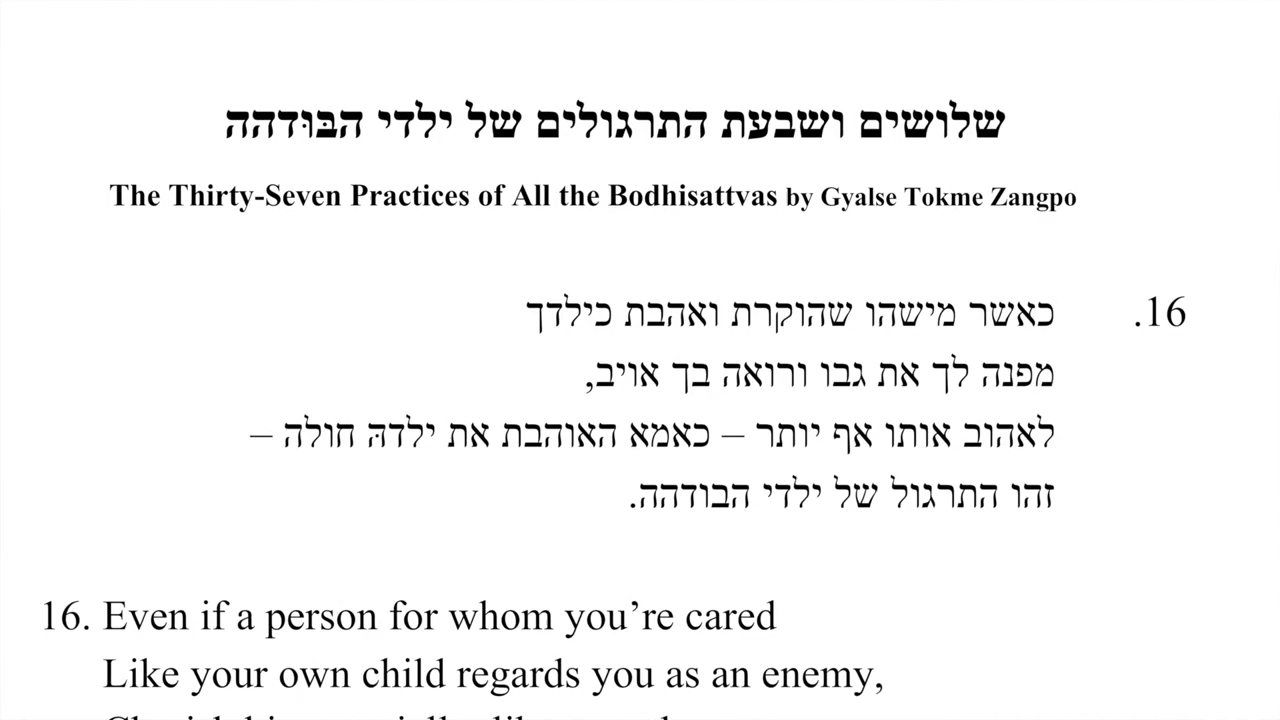 שלושים ושבעת התרגולים של ילדי הבּוּדהה
The Thirty-Seven Practices of All the Bodhisattvas by Gyalse Tokme Zangpo
16. כאשר מישהו שהוקרת ואהבת כילדך
מפנה לך את גבו ורואה בך אויב,
לאהוב אותו אף יותר – כאמא האוהבת את ילדהּ חולה –
זהו התרגול של ילדי הבודהה.
16. Even if a person for whom you’re cared
Like your own child regards you as an enemy,